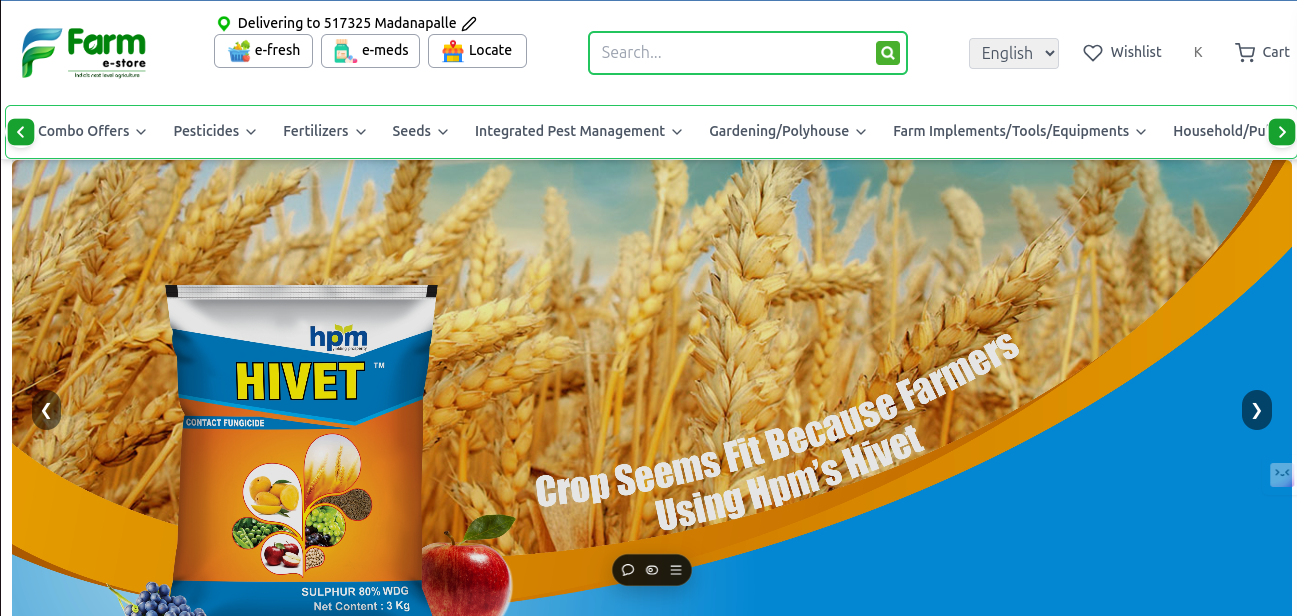 Farm
e-store
India's next level agriculture
Delivering to 517325 Madanapalle
e-fresh
e-meds
Locate
Search...
English
Wishlist
K
Cart
Combo Offers
Pesticides
Fertilizers
Seeds
Integrated Pest Management
Gardening/Polyhouse
Farm Implements/Tools/Equipments
Household/Pu
hpm
yielding prosperity
HIVET TM
CONTACT FUNGICIDE
Crop Seems Fit Because Farmers
Using Hpm's Hivet
SULPHUR 80% WDG
Net Content : 3 Kg